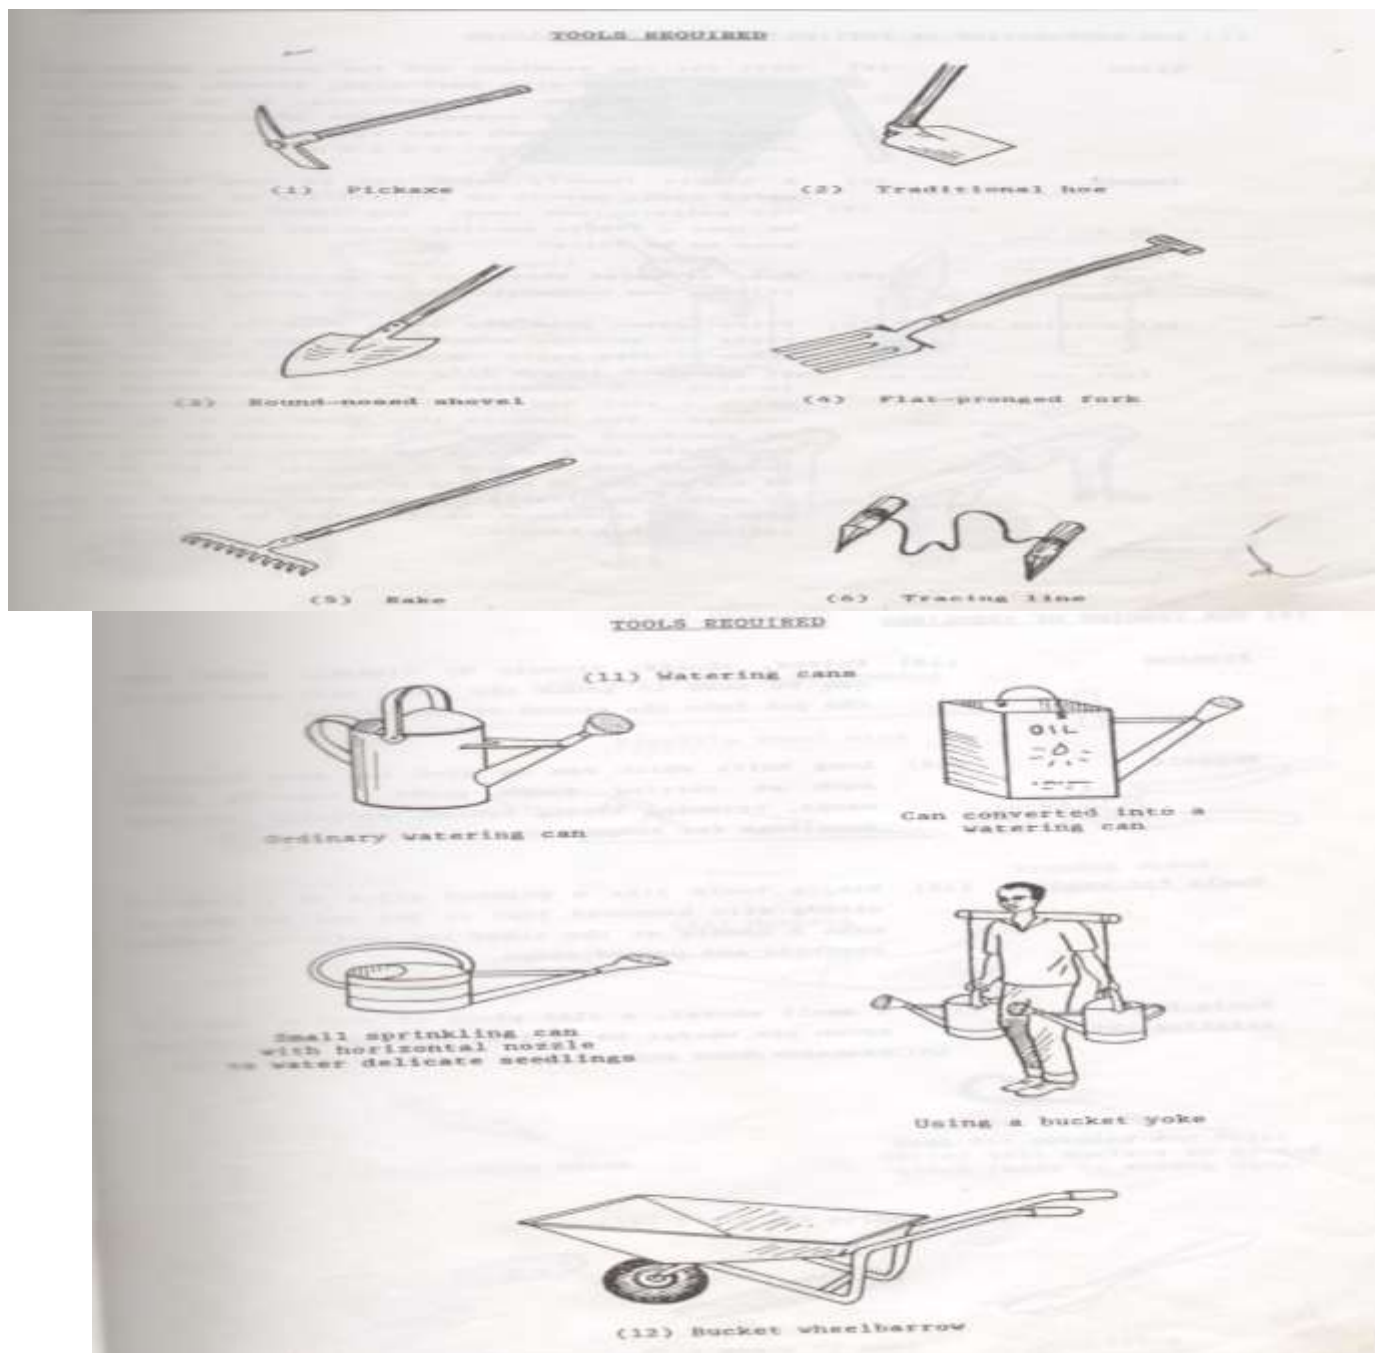 TOOLS REQUIRED
(1) Pickaxe
(2) Traditional hoe
(3) Round-nosed shovel
(4) Flat-pronged fork
(5) Rake
(6) Tracing line
TOOLS REQUIRED
(11) Watering cans
OIL
Ordinary watering can
Can converted into a
watering can
Small sprinkling can
with horizontal nozzle
to water delicate seedlings
Using a bucket yoke
(12) Bucket wheelbarrow